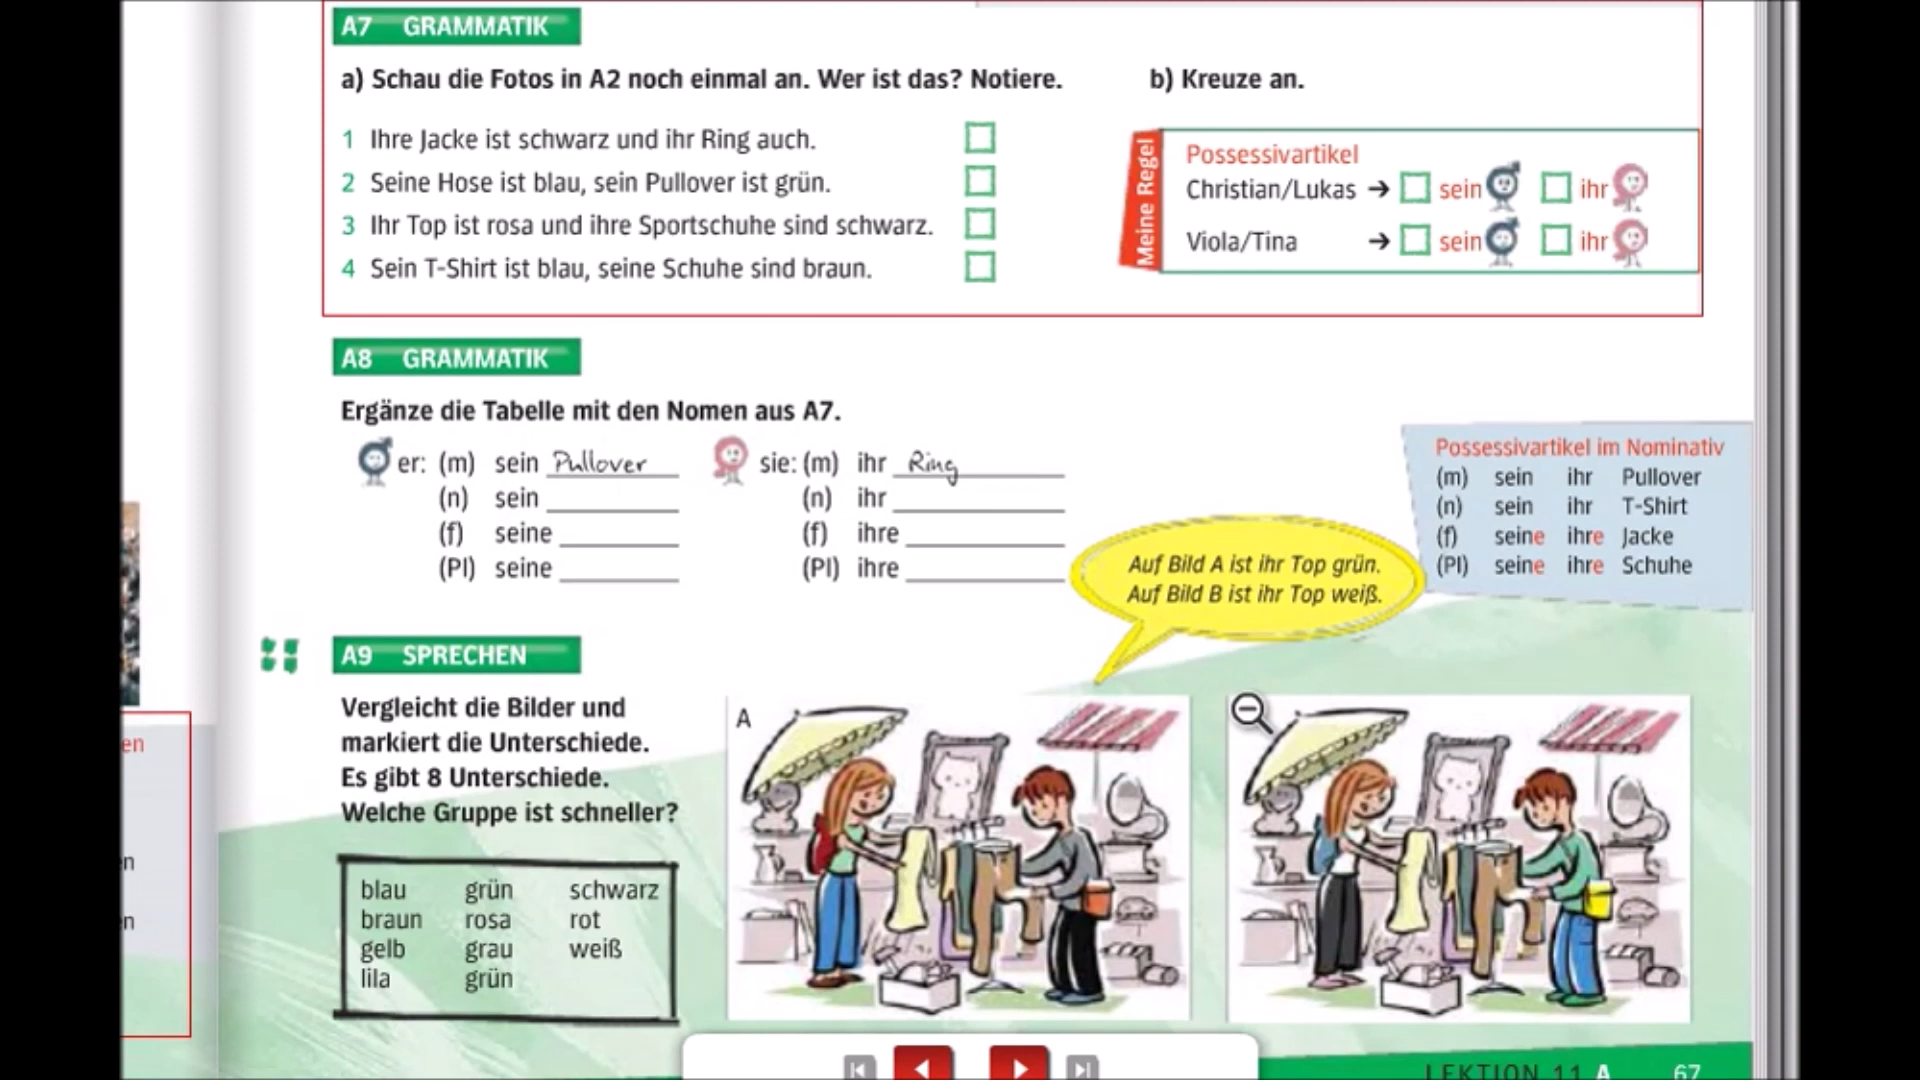 A7 GRAMMATIK
a) Schau die Fotos in A2 noch einmal an. Wer ist das? Notiere.
1 Ihre Jacke ist schwarz und ihr Ring auch.
2 Seine Hose ist blau, sein Pullover ist grün.
3 Ihr Top ist rosa und ihre Sportschuhe sind schwarz.
4 Sein T-Shirt ist blau, seine Schuhe sind braun.
b) Kreuze an.
Meine Regel
Possessivartikel
Christian/Lukas → sein ihr
Viola/Tina → sein ihr
A8 GRAMMATIK
Ergänze die Tabelle mit den Nomen aus A7.
er: (m) sein Pullover
(n) sein
(f) seine
(Pl) seine
sie: (m) ihr Ring
(n) ihr
(f) ihre
(Pl) ihre
Possessivartikel im Nominativ
(m) sein ihr Pullover
(n) sein ihr T-Shirt
(f) seine ihre Jacke
(Pl) seine ihre Schuhe
Auf Bild A ist ihr Top grün.
Auf Bild B ist ihr Top weiß.
A9 SPRECHEN
Vergleicht die Bilder und
markiert die Unterschiede.
Es gibt 8 Unterschiede.
Welche Gruppe ist schneller?
blau grün schwarz
braun rosa rot
gelb grau weiß
lila grün
A
en
en
en
LEKTION 11 A 67